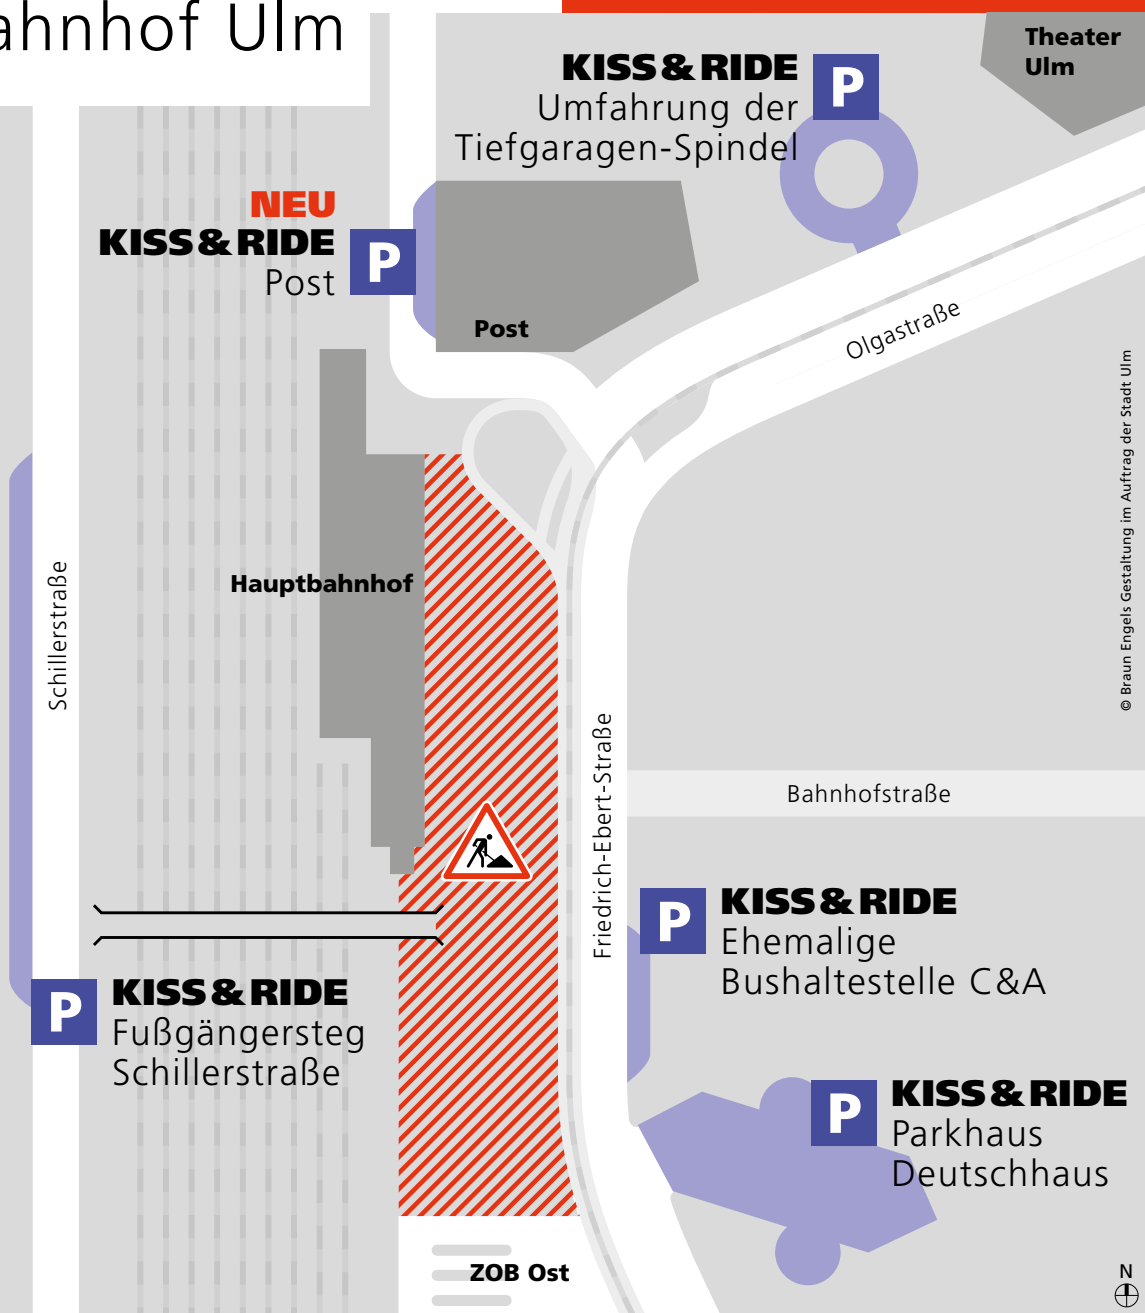 ahnhof Ulm
Theater
Ulm
KISS & RIDE
Umfahrung der
Tiefgaragen-Spindel
P
NEU
KISS & RIDE
Post
P
Post
Olgastraße
© Braun Engels Gestaltung im Auftrag der Stadt Ulm
Hauptbahnhof
Schillerstraße
Friedrich-Ebert-Straße
Bahnhofstraße
P
KISS & RIDE
Ehemalige
Bushaltestelle C&A
P
KISS & RIDE
Fußgängersteg
Schillerstraße
P
KISS & RIDE
Parkhaus
Deutschhaus
ZOB Ost
N